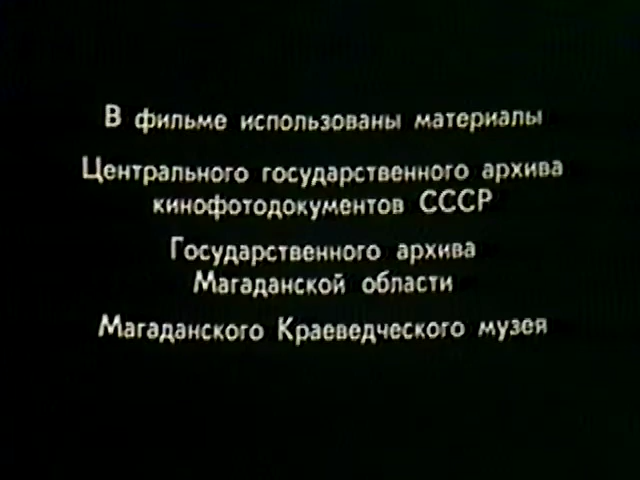 В фильме использованы материалы
Центрального государственного архива
кинофотодокументов СССР
Государственного архива
Магаданской области
Магаданского Краеведческого музея